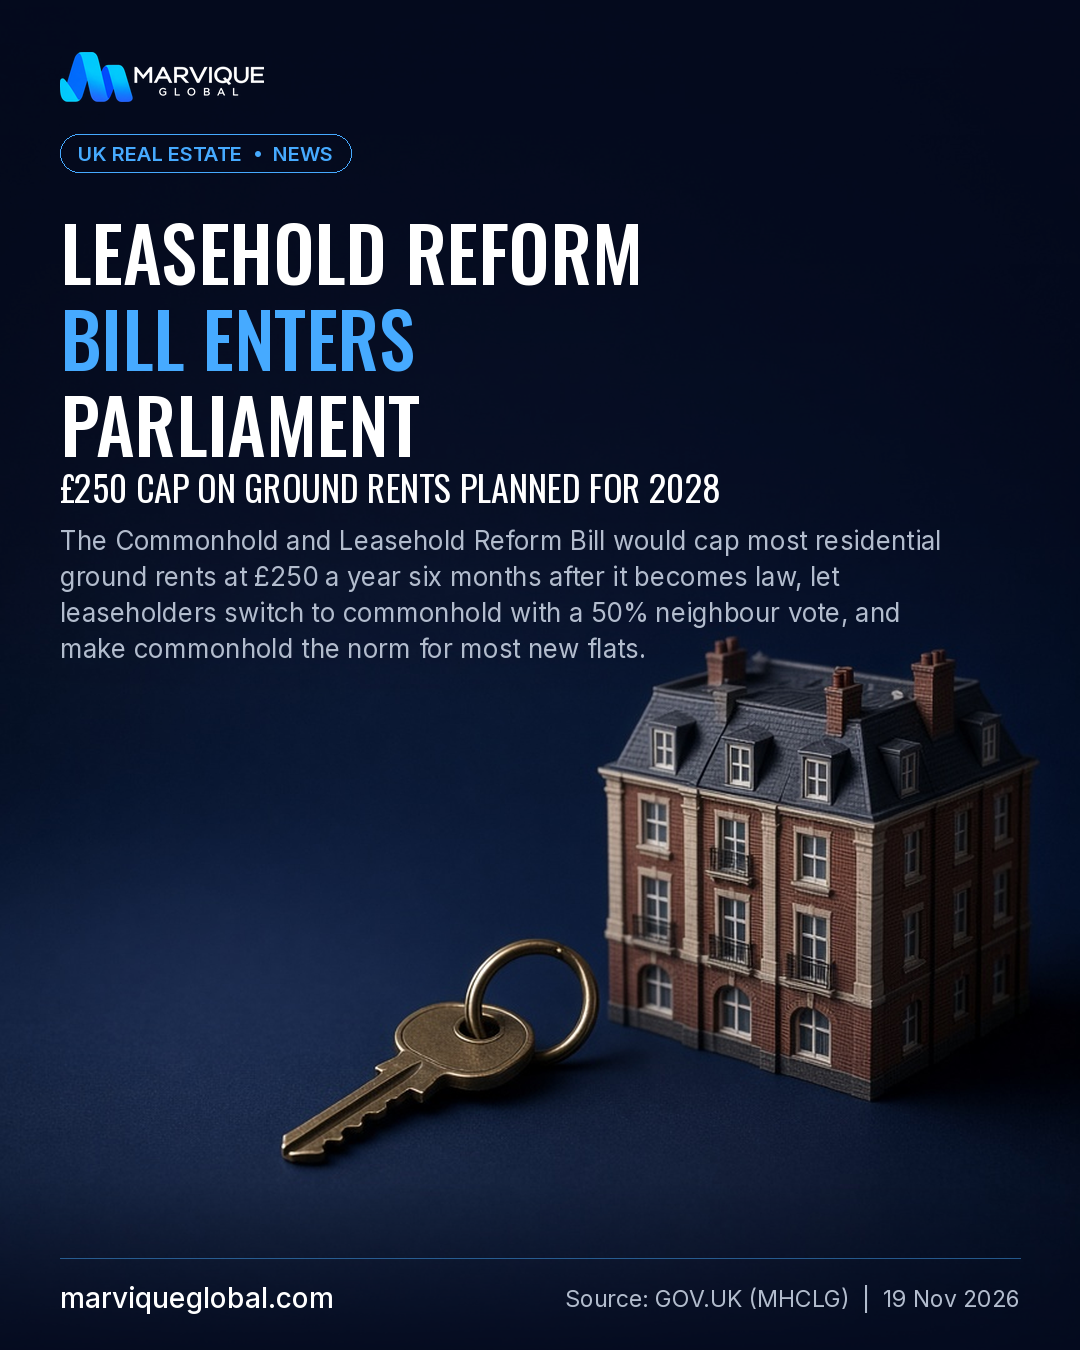 MARVIQUE
GLOBAL
UK REAL ESTATE • NEWS
LEASEHOLD REFORM
BILL ENTERS
PARLIAMENT
£250 CAP ON GROUND RENTS PLANNED FOR 2028
The Commonhold and Leasehold Reform Bill would cap most residential
ground rents at £250 a year six months after it becomes law, let
leaseholders switch to commonhold with a 50% neighbour vote, and
make commonhold the norm for most new flats.
marviqueglobal.com
Source: GOV.UK (MHCLG) | 19 Nov 2026